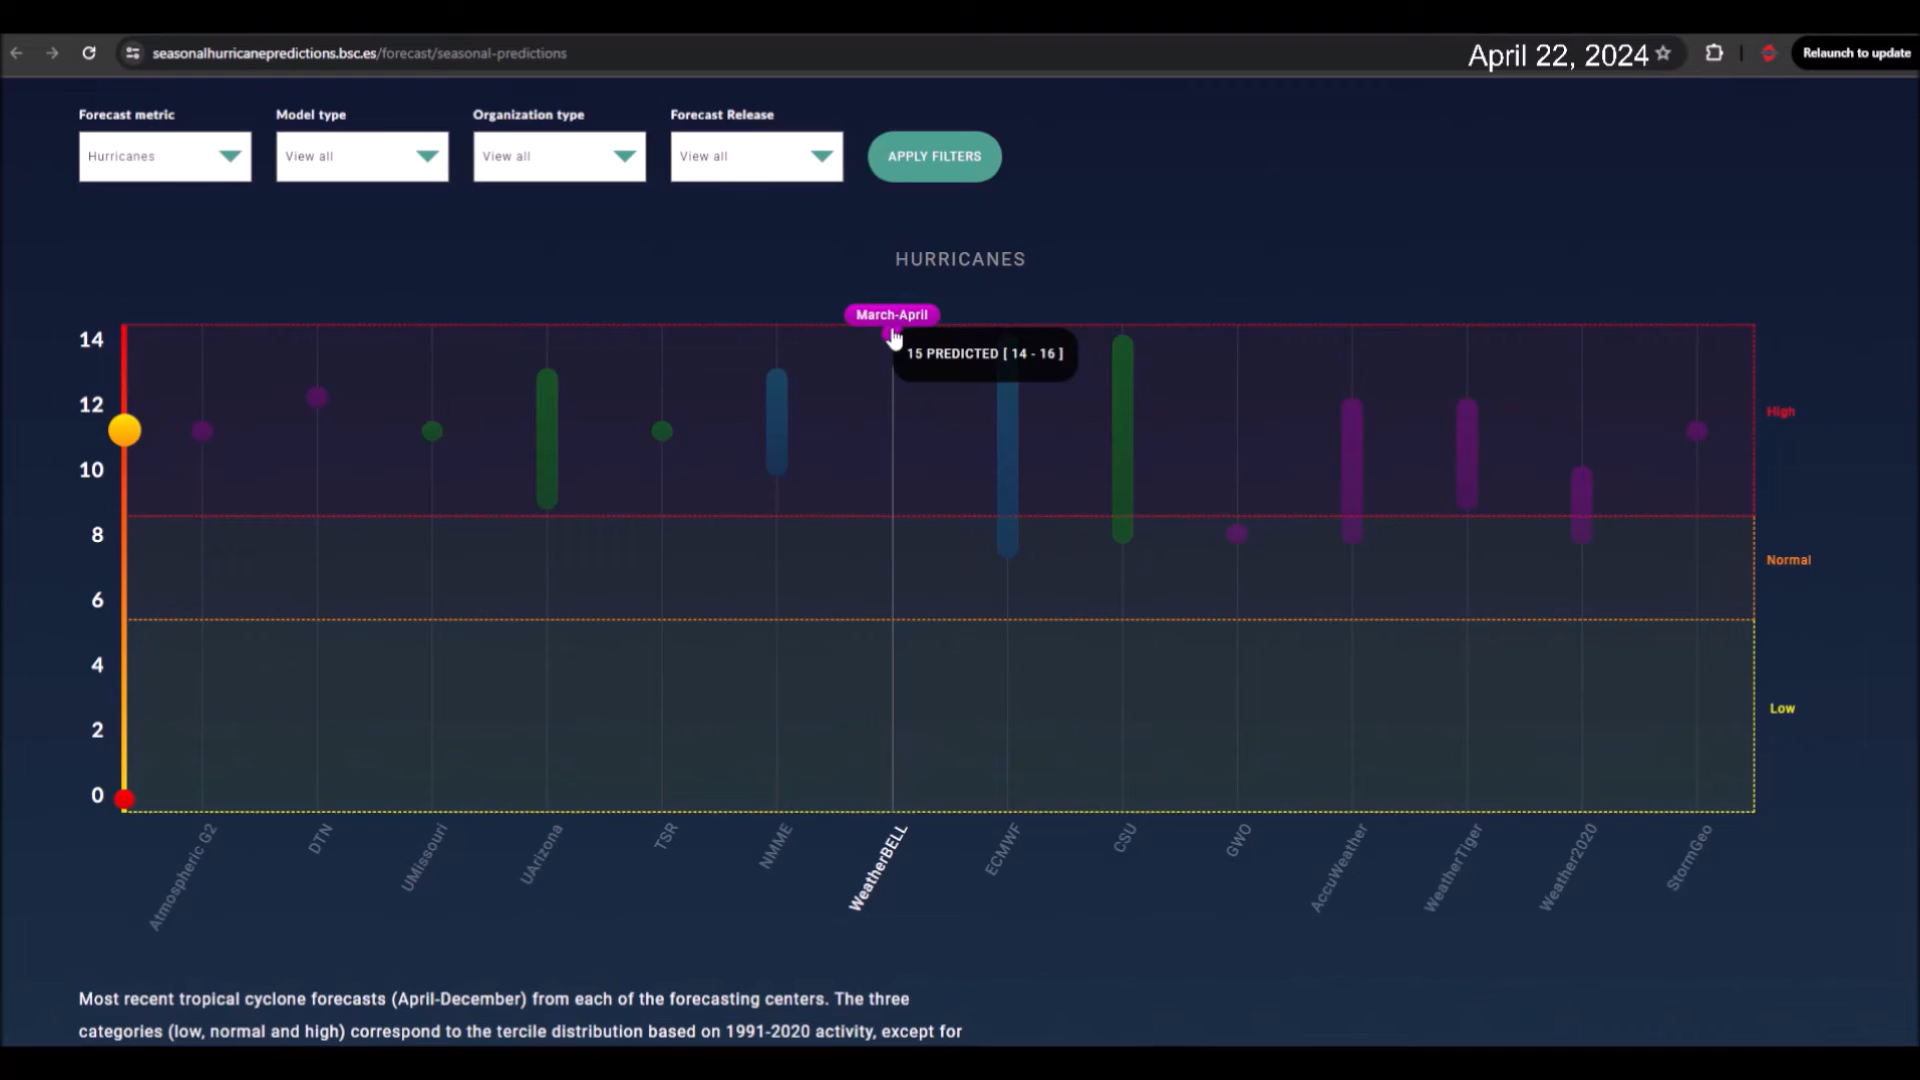 seasonalhurricanepredictions.bsc.es/forecast/seasonal-predictions
April 22, 2024
Relaunch to update
Forecast metric
Model type
Organization type
Forecast Release
Hurricanes
View all
View all
View all
APPLY FILTERS
HURRICANES
March-April
15 PREDICTED [ 14 - 16 ]
14
12
10
8
6
4
2
0
High
Normal
Low
Atmospheric G2
DTN
UMissouri
UArizona
TSR
NMME
WeatherBELL
ECMWF
CSU
GWO
AccuWeather
WeatherTiger
Weather2020
StormGeo
Most recent tropical cyclone forecasts (April-December) from each of the forecasting centers. The three
categories (low, normal and high) correspond to the tercile distribution based on 1991-2020 activity, except for